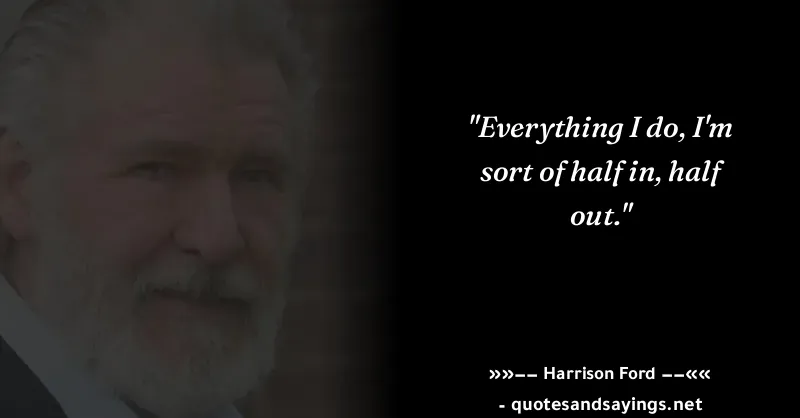 "Everything I do, I'm
sort of half in, half
out."
»»–– Harrison Ford ––««
- quotesandsayings.net